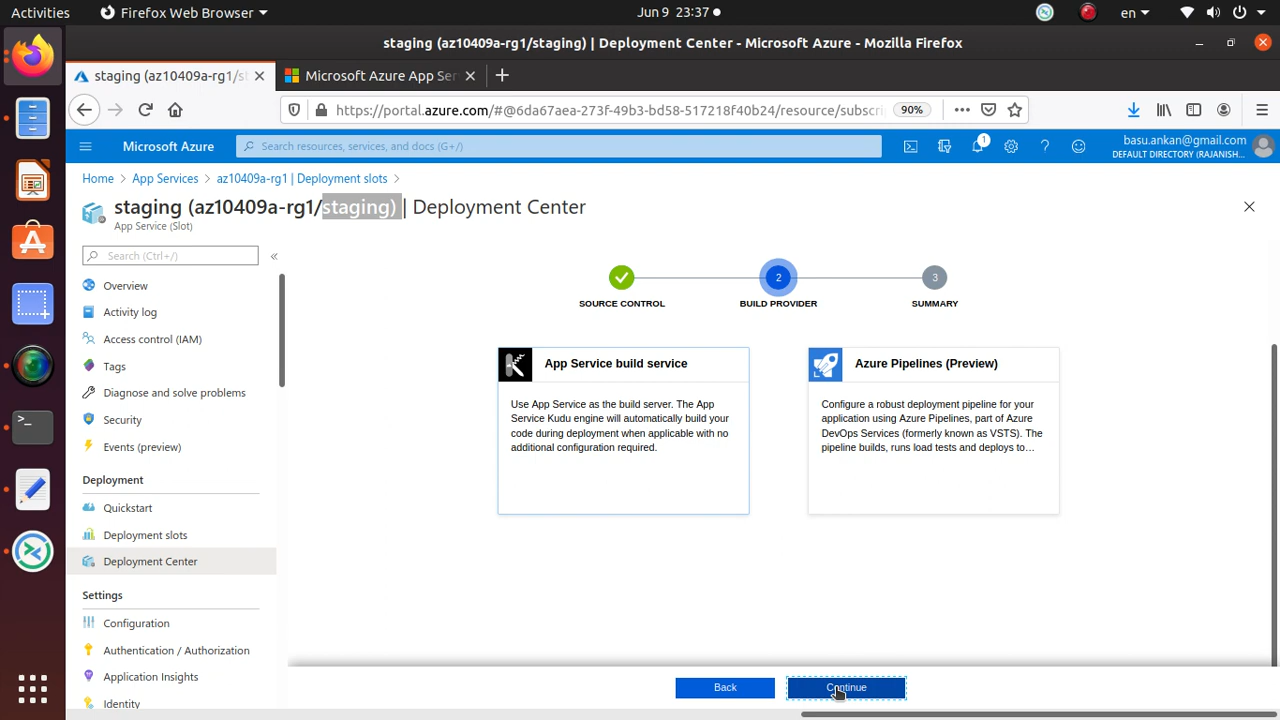 Activities
Firefox Web Browser
Jun 9 23:37
en
staging (az10409a-rg1/staging) | Deployment Center - Microsoft Azure - Mozilla Firefox
staging (az10409a-rg1/st
Microsoft Azure App Ser
https://portal.azure.com/#@6da67aea-273f-49b3-bd58-517218f40b24/resource/subscri
90%
Microsoft Azure
Search resources, services, and docs (G+/)
1
basu.ankan@gmail.com
DEFAULT DIRECTORY (RAJANISH...
Home > App Services > az10409a-rg1 | Deployment slots >
staging (az10409a-rg1/staging) | Deployment Center
App Service (Slot)
Search (Ctrl+/)
Overview
Activity log
Access control (IAM)
Tags
Diagnose and solve problems
Security
Events (preview)
Deployment
Quickstart
Deployment slots
Deployment Center
Settings
Configuration
Authentication / Authorization
Application Insights
Identity
2
3
SOURCE CONTROL
BUILD PROVIDER
SUMMARY
App Service build service
Use App Service as the build server. The App
Service Kudu engine will automatically build your
code during deployment when applicable with no
additional configuration required.
Azure Pipelines (Preview)
Configure a robust deployment pipeline for your
application using Azure Pipelines, part of Azure
DevOps Services (formerly known as VSTS). The
pipeline builds, runs load tests and deploys to...
Back
Continue